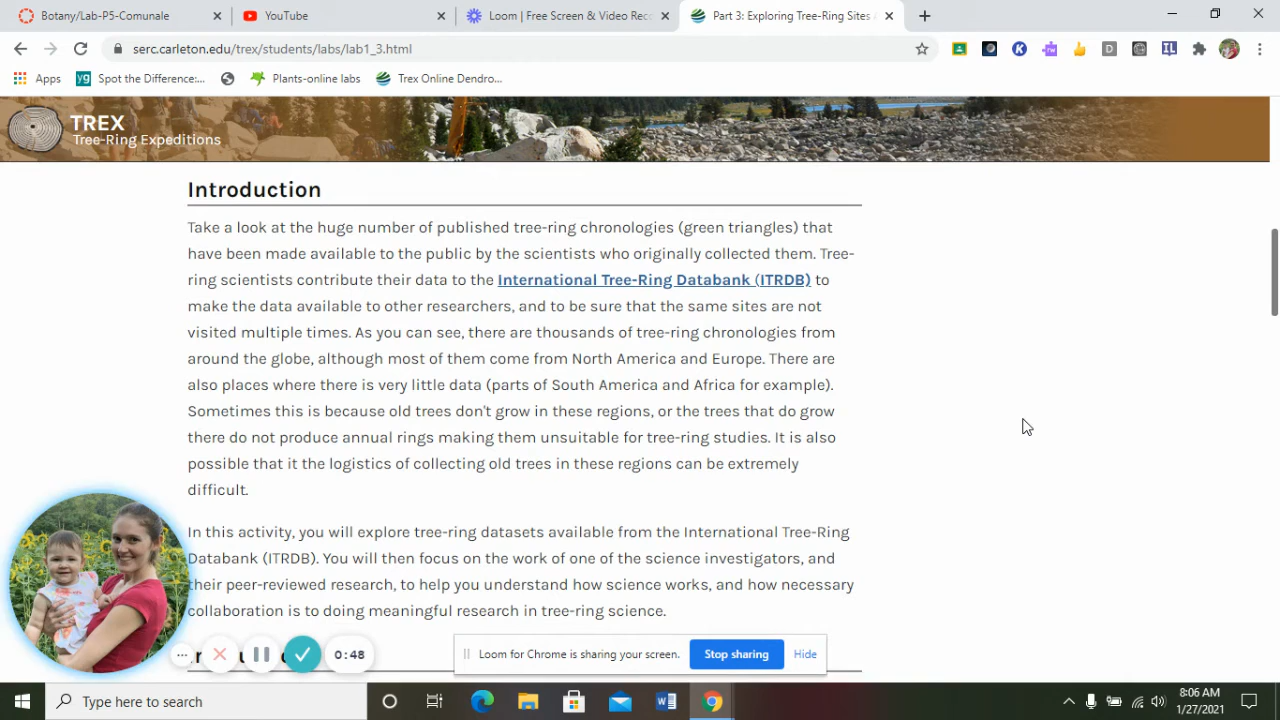 Botany/Lab-P5-Comunale
YouTube
Loom | Free Screen & Video Rec
Part 3: Exploring Tree-Ring Sites
serc.carleton.edu/trex/students/labs/lab1_3.html
Apps
Spot the Difference:...
Plants-online labs
Trex Online Dendro...
TREX
Tree-Ring Expeditions
Introduction
Take a look at the huge number of published tree-ring chronologies (green triangles) that
have been made available to the public by the scientists who originally collected them. Tree-
ring scientists contribute their data to the International Tree-Ring Databank (ITRDB) to
make the data available to other researchers, and to be sure that the same sites are not
visited multiple times. As you can see, there are thousands of tree-ring chronologies from
around the globe, although most of them come from North America and Europe. There are
also places where there is very little data (parts of South America and Africa for example).
Sometimes this is because old trees don't grow in these regions, or the trees that do grow
there do not produce annual rings making them unsuitable for tree-ring studies. It is also
possible that it the logistics of collecting old trees in these regions can be extremely
difficult.
In this activity, you will explore tree-ring datasets available from the International Tree-Ring
Databank (ITRDB). You will then focus on the work of one of the science investigators, and
their peer-reviewed research, to help you understand how science works, and how necessary
collaboration is to doing meaningful research in tree-ring science.
0:48
Loom for Chrome is sharing your screen.
Stop sharing
Hide
Type here to search
8:06 AM
1/27/2021